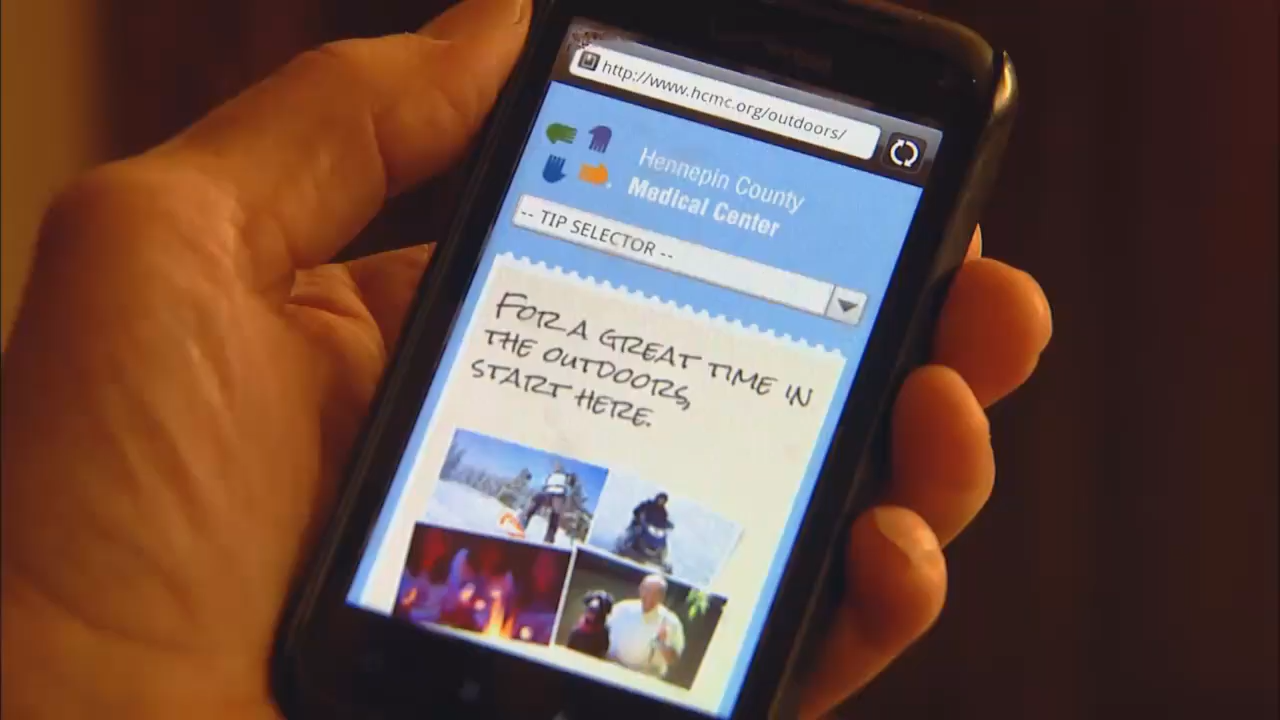 http://www.hcmc.org/outdoors/
Hennepin County
Medical Center
-- TIP SELECTOR --
FOR A GREAT TIME IN
THE OUTDOORS,
START HERE.